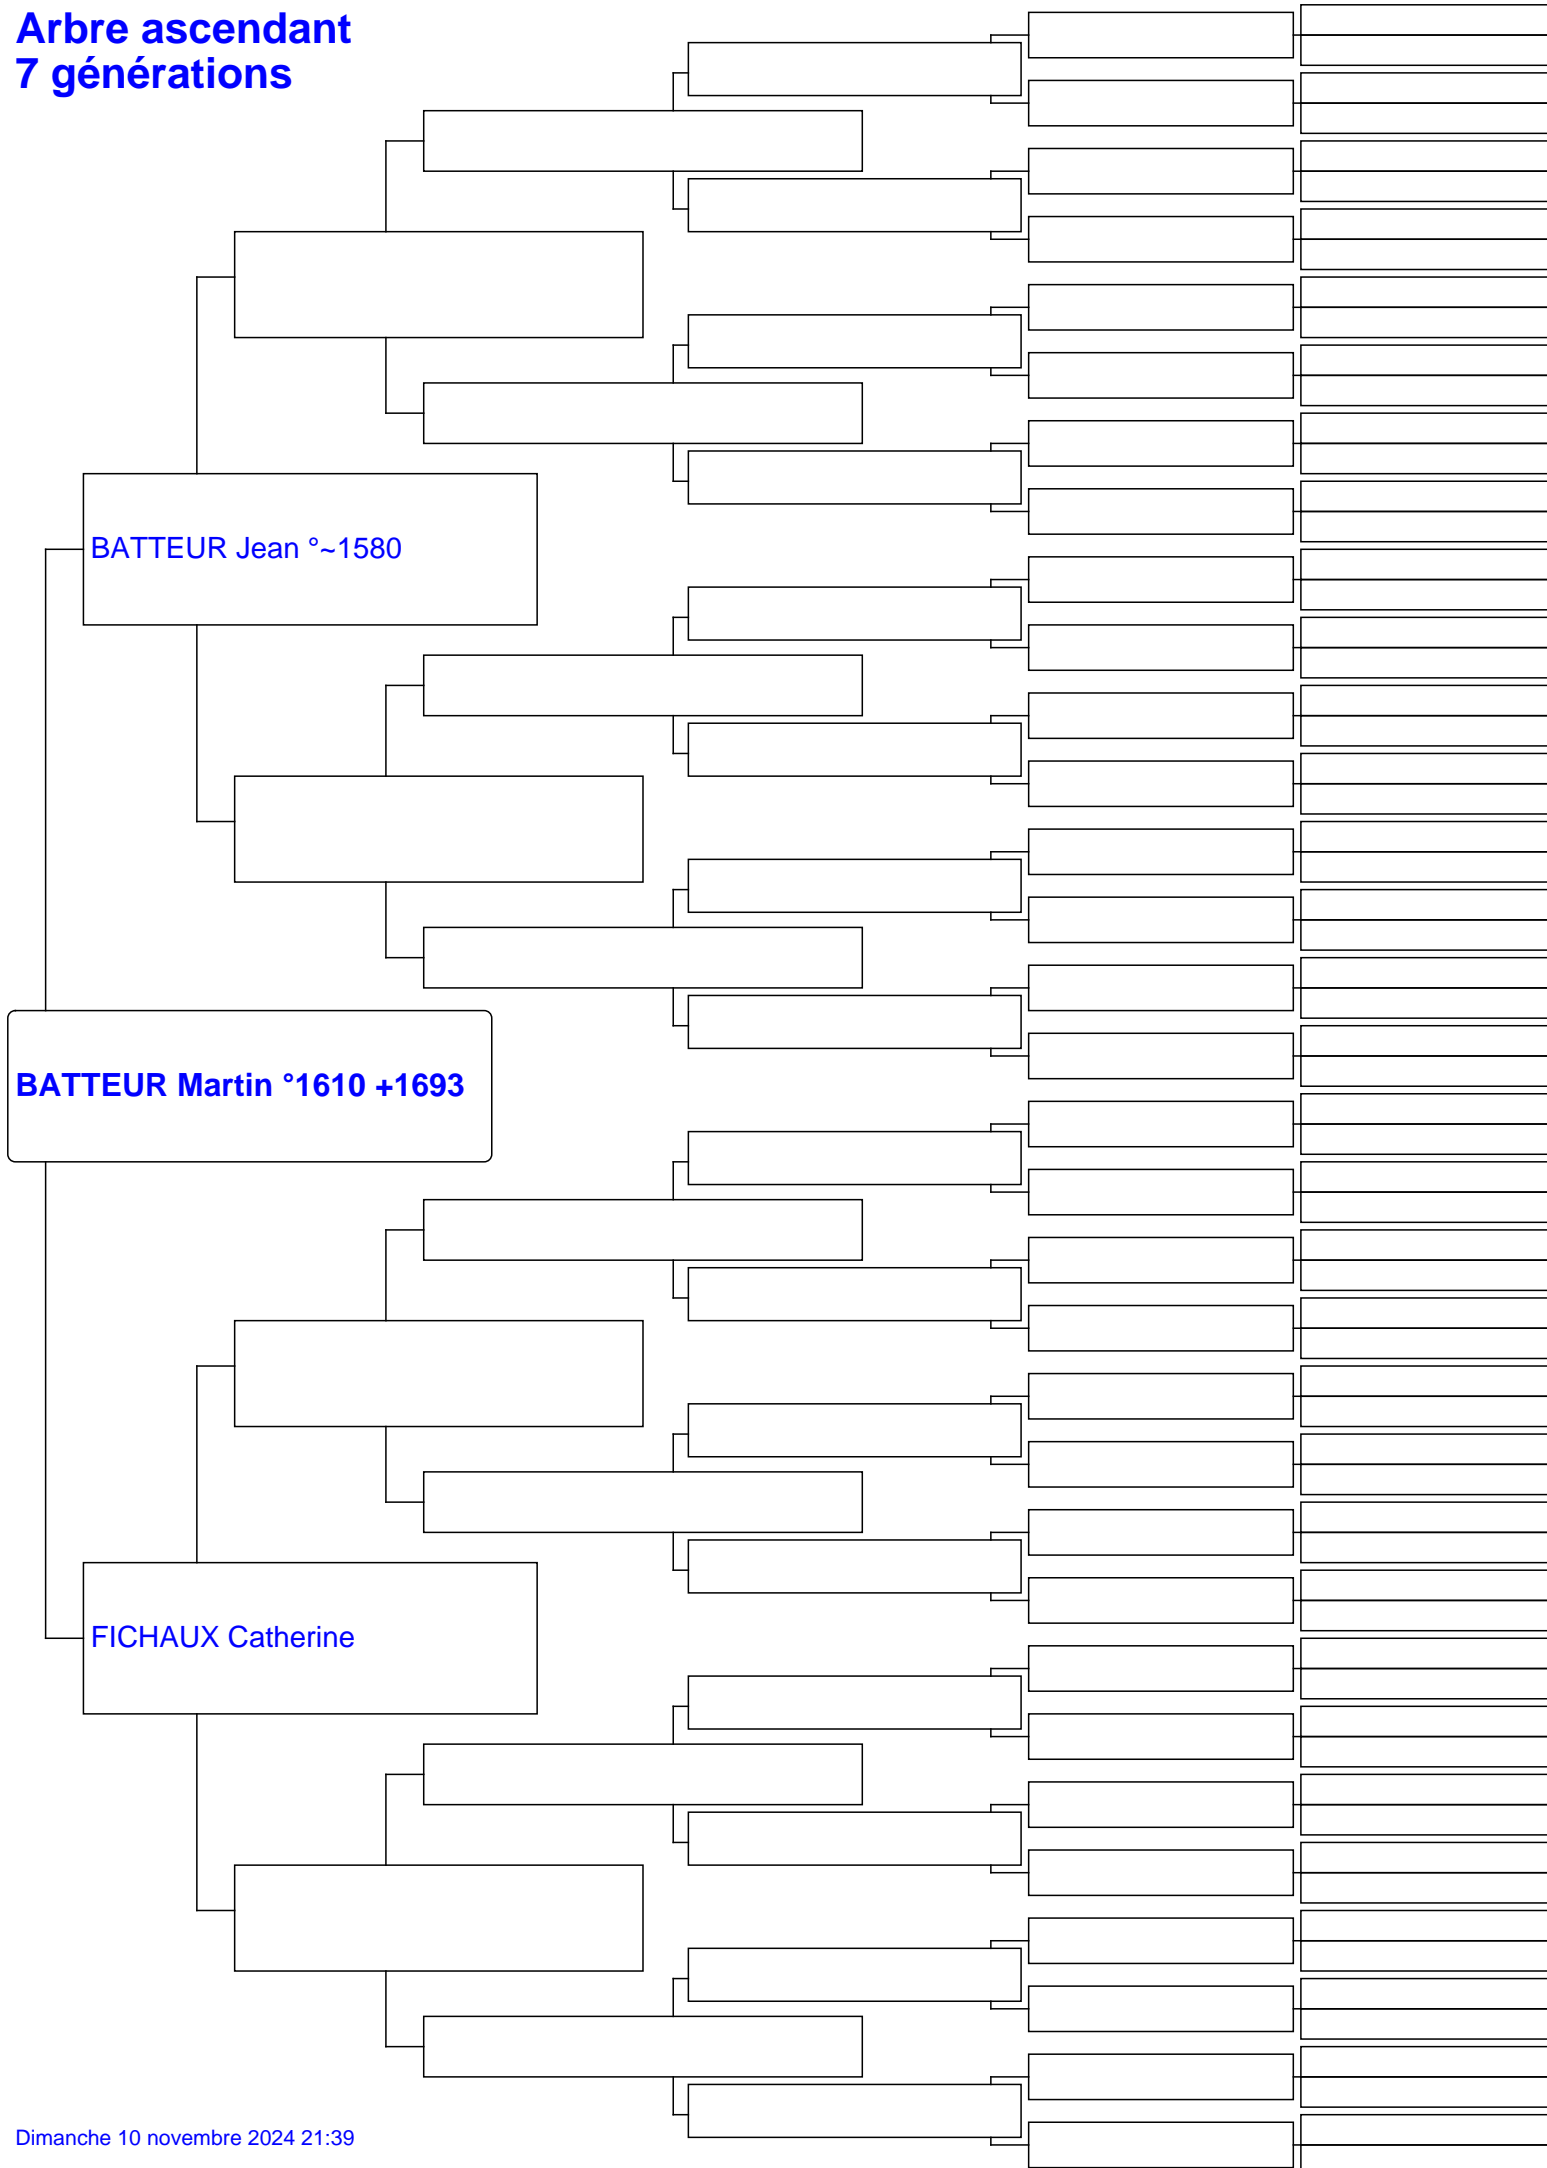 Arbre ascendant
7 générations
BATTEUR Jean °~1580
BATTEUR Martin °1610 +1693
FICHAUX Catherine
Dimanche 10 novembre 2024 21:39